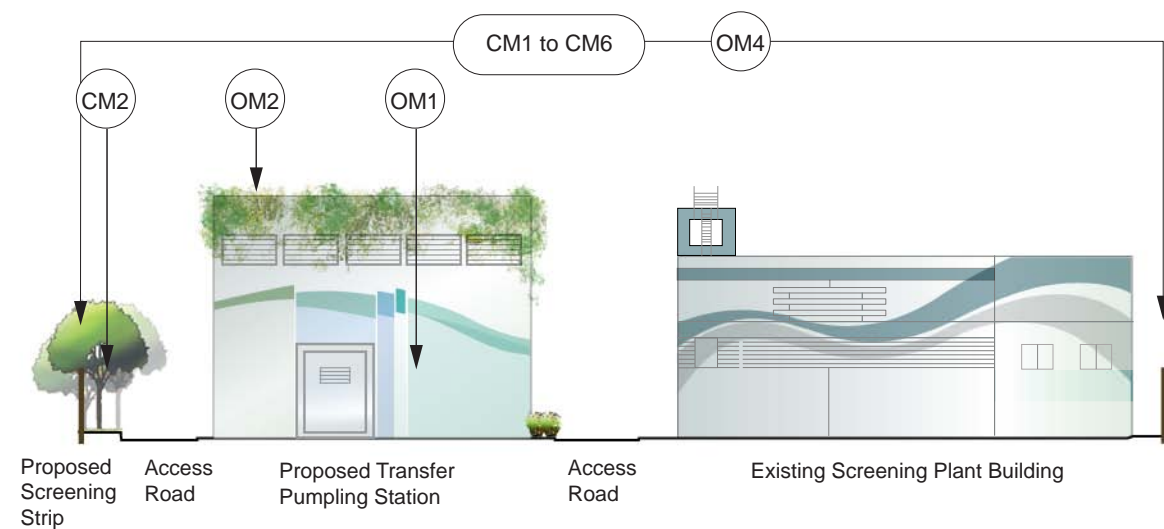 CM1 to CM6
OM4
CM2
OM2
OM1
Proposed
Screening
Strip
Access
Road
Proposed Transfer
Pumpling Station
Access
Road
Existing Screening Plant Building